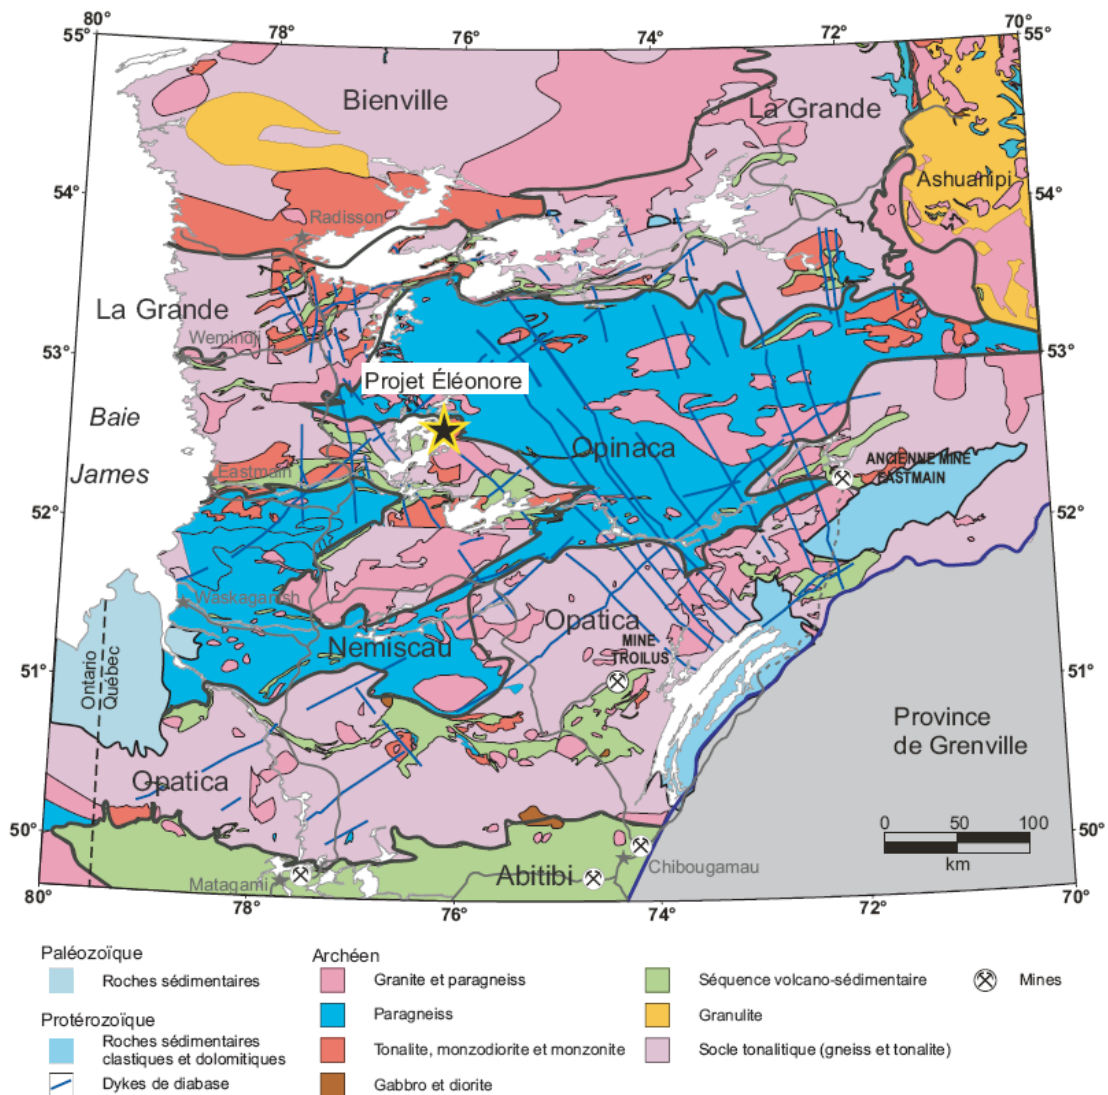 80°
78°
76°
74°
72°
70°
55°
55°
Bienville
La Grande
Ashuanipi
54°
54°
Radisson
La Grande
Wemindji
53°
53°
Projet Éléonore
Baie
James
Opinaca
ANCIENNE MINE
EASTMAIN
Eastmain
52°
52°
Waskaganish
Opatica
MINE
TROILUS
Nemiscau
51°
51°
Ontario
Québec
Province
de Grenville
Opatica
50°
50°
0 50 100
km
Chibougamau
Abitibi
Matagami
80°
78°
76°
74°
72°
70°
Paléozoïque
Roches sédimentaires
Protérozoïque
Roches sédimentaires
clastiques et dolomitiques
Dykes de diabase
Archéen
Granite et paragneiss
Paragneiss
Tonalite, monzodiorite et monzonite
Gabbro et diorite
Séquence volcano-sédimentaire
Granulite
Socle tonalitique (gneiss et tonalite)
Mines